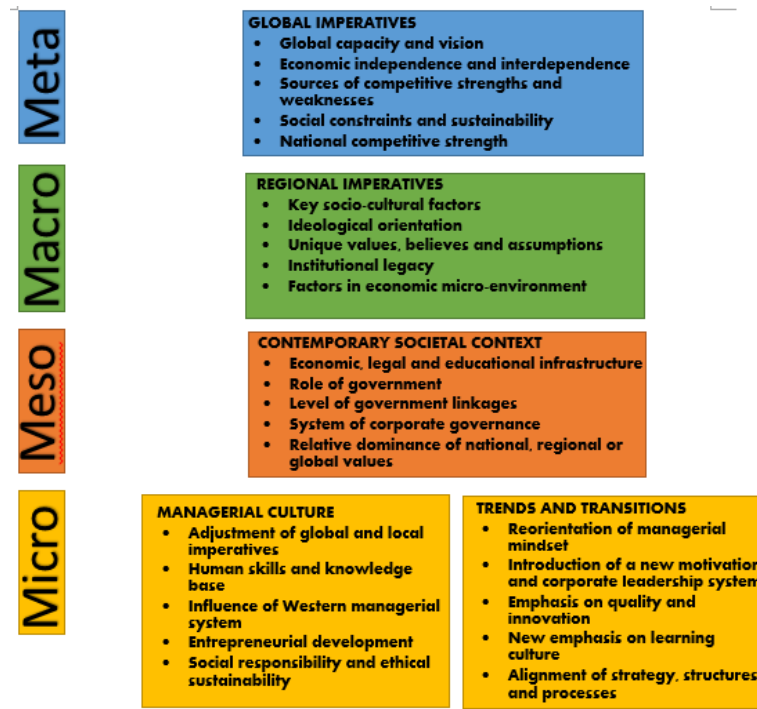 Meta
GLOBAL IMPERATIVES
• Global capacity and vision
• Economic independence and interdependence
• Sources of competitive strengths and
weaknesses
• Social constraints and sustainability
• National competitive strength
Macro
REGIONAL IMPERATIVES
• Key socio-cultural factors
• Ideological orientation
• Unique values, believes and assumptions
• Institutional legacy
• Factors in economic micro-environment
Meso
CONTEMPORARY SOCIETAL CONTEXT
• Economic, legal and educational infrastructure
• Role of government
• Level of government linkages
• System of corporate governance
• Relative dominance of national, regional or
global values
Micro
MANAGERIAL CULTURE
• Adjustment of global and local
imperatives
• Human skills and knowledge
base
• Influence of Western managerial
system
• Entrepreneurial development
• Social responsibility and ethical
sustainability
TRENDS AND TRANSITIONS
• Reorientation of managerial
mindset
• Introduction of a new motivation
and corporate leadership system
• Emphasis on quality and
innovation
• New emphasis on learning
culture
• Alignment of strategy, structures
and processes